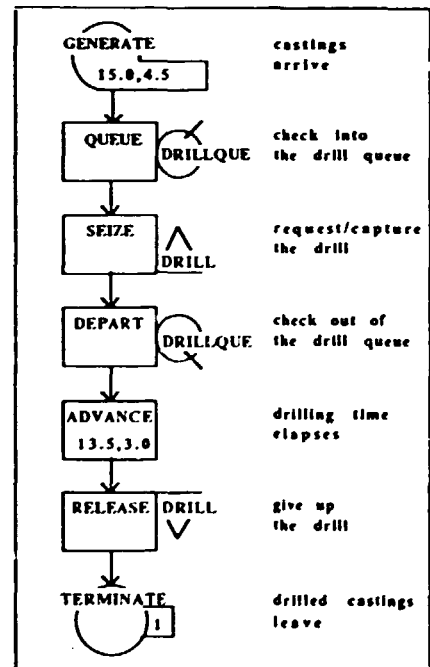 GENERATE
15.0,4.5
castings
arrive
QUEUE
DRILLQUE
check into
the drill queue
SEIZE
DRILL
request/capture
the drill
DEPART
DRILLQUE
check out of
the drill queue
ADVANCE
13.5,3.0
drilling time
elapses
RELEASE
DRILL
give up
the drill
TERMINATE
1
drilled castings
leave